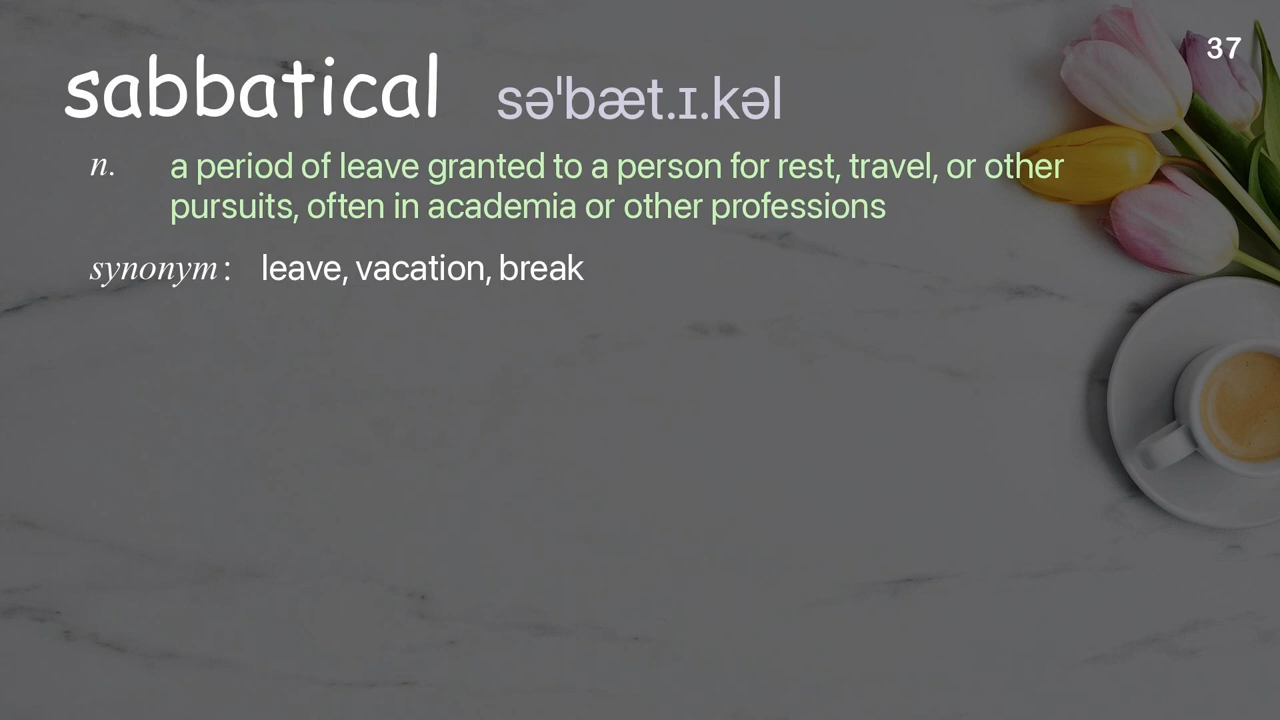 37
sabbatical səˈbæt.ɪ.kəl
n. a period of leave granted to a person for rest, travel, or other
pursuits, often in academia or other professions
synonym: leave, vacation, break